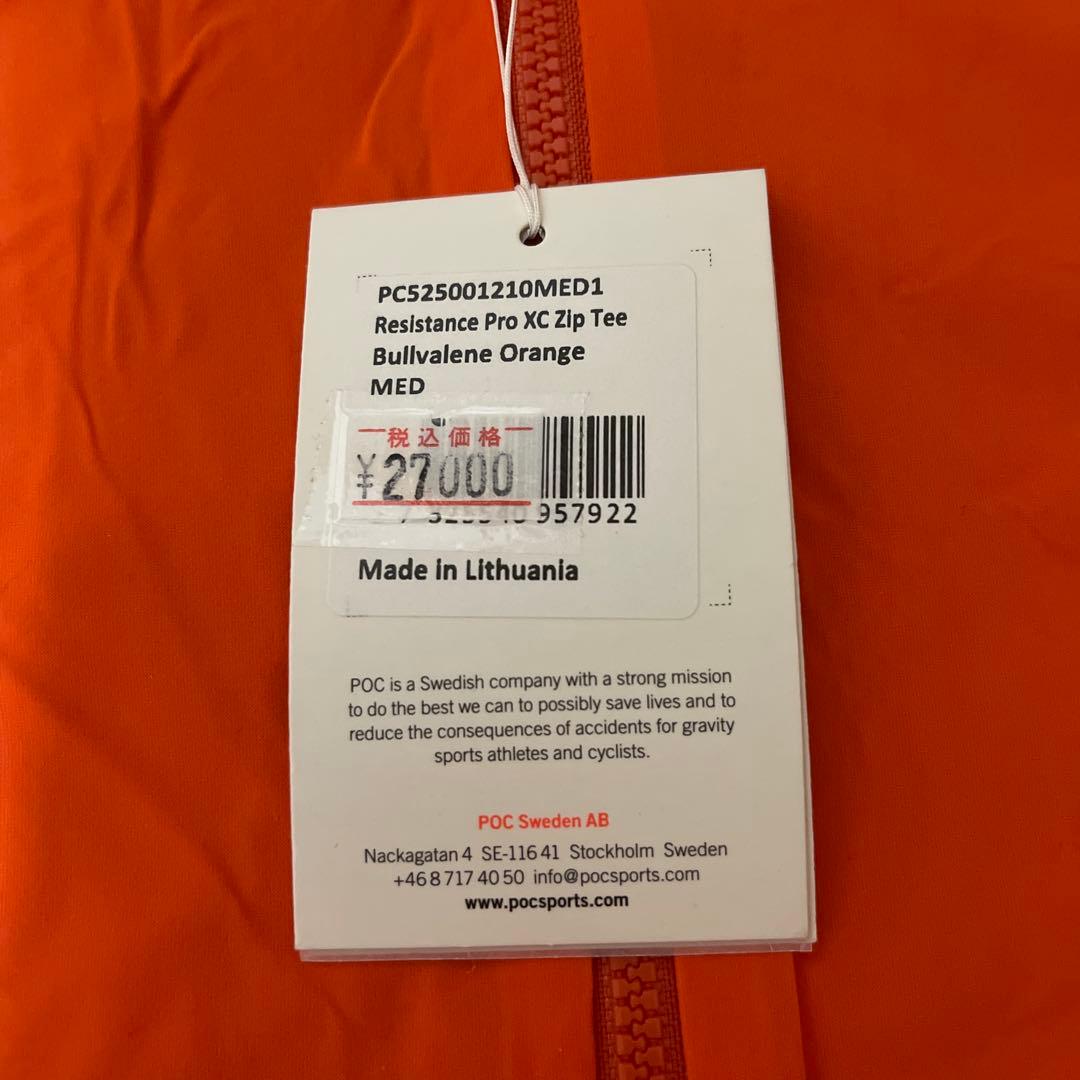 PC525001210MED1
Resistance Pro XC Zip Tee
Bullvalene Orange
MED
税込価格
¥27000
957922
Made in Lithuania
POC is a Swedish company with a strong mission
to do the best we can to possibly save lives and to
reduce the consequences of accidents for gravity
sports athletes and cyclists.
POC Sweden AB
Nackagatan 4 SE-116 41 Stockholm Sweden
+46 8 717 40 50 info@pocsports.com
www.pocsports.com